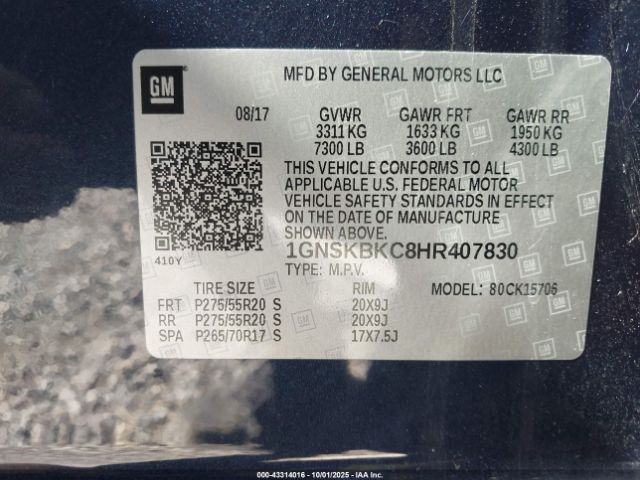 GM
MFD BY GENERAL MOTORS LLC
08/17 GVWR GAWR FRT GAWR RR
3311 KG 1633 KG 1950 KG
7300 LB 3600 LB 4300 LB
THIS VEHICLE CONFORMS TO ALL
APPLICABLE U.S. FEDERAL MOTOR
VEHICLE SAFETY STANDARDS IN EFFECT
ON THE DATE OF MANUFACTURE
SHOWN ABOVE.
1GNSKBKC8HR407830
410Y TYPE: M.P.V.
TIRE SIZE RIM MODEL: 80CK15706
FRT P275/55R20 S 20X9J
RR P275/55R20 S 20X9J
SPA P265/70R17 S 17X7.5J
000-43314016 - 10/01/2025 - IAA Inc.